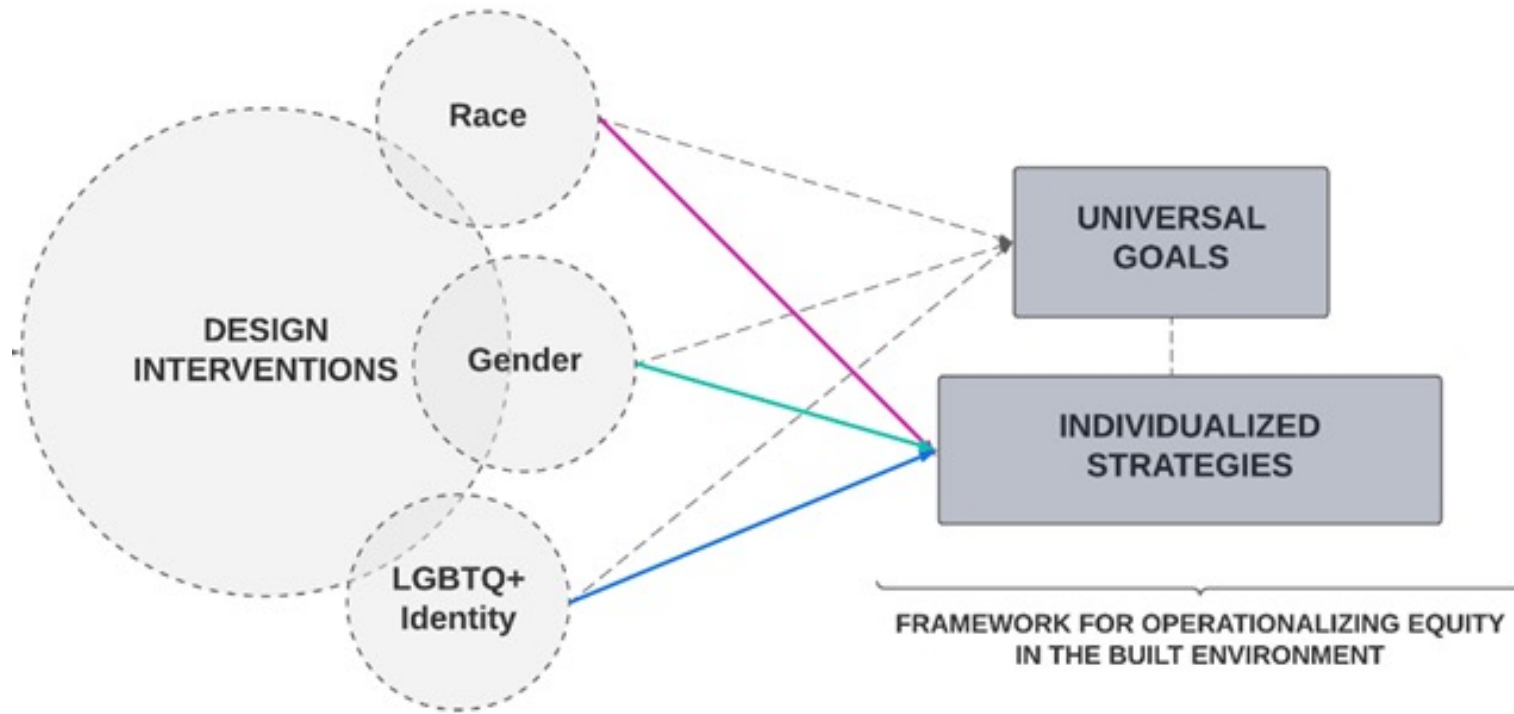 Race
DESIGN
INTERVENTIONS
Gender
LGBTQ+
Identity
UNIVERSAL
GOALS
INDIVIDUALIZED
STRATEGIES
FRAMEWORK FOR OPERATIONALIZING EQUITY
IN THE BUILT ENVIRONMENT